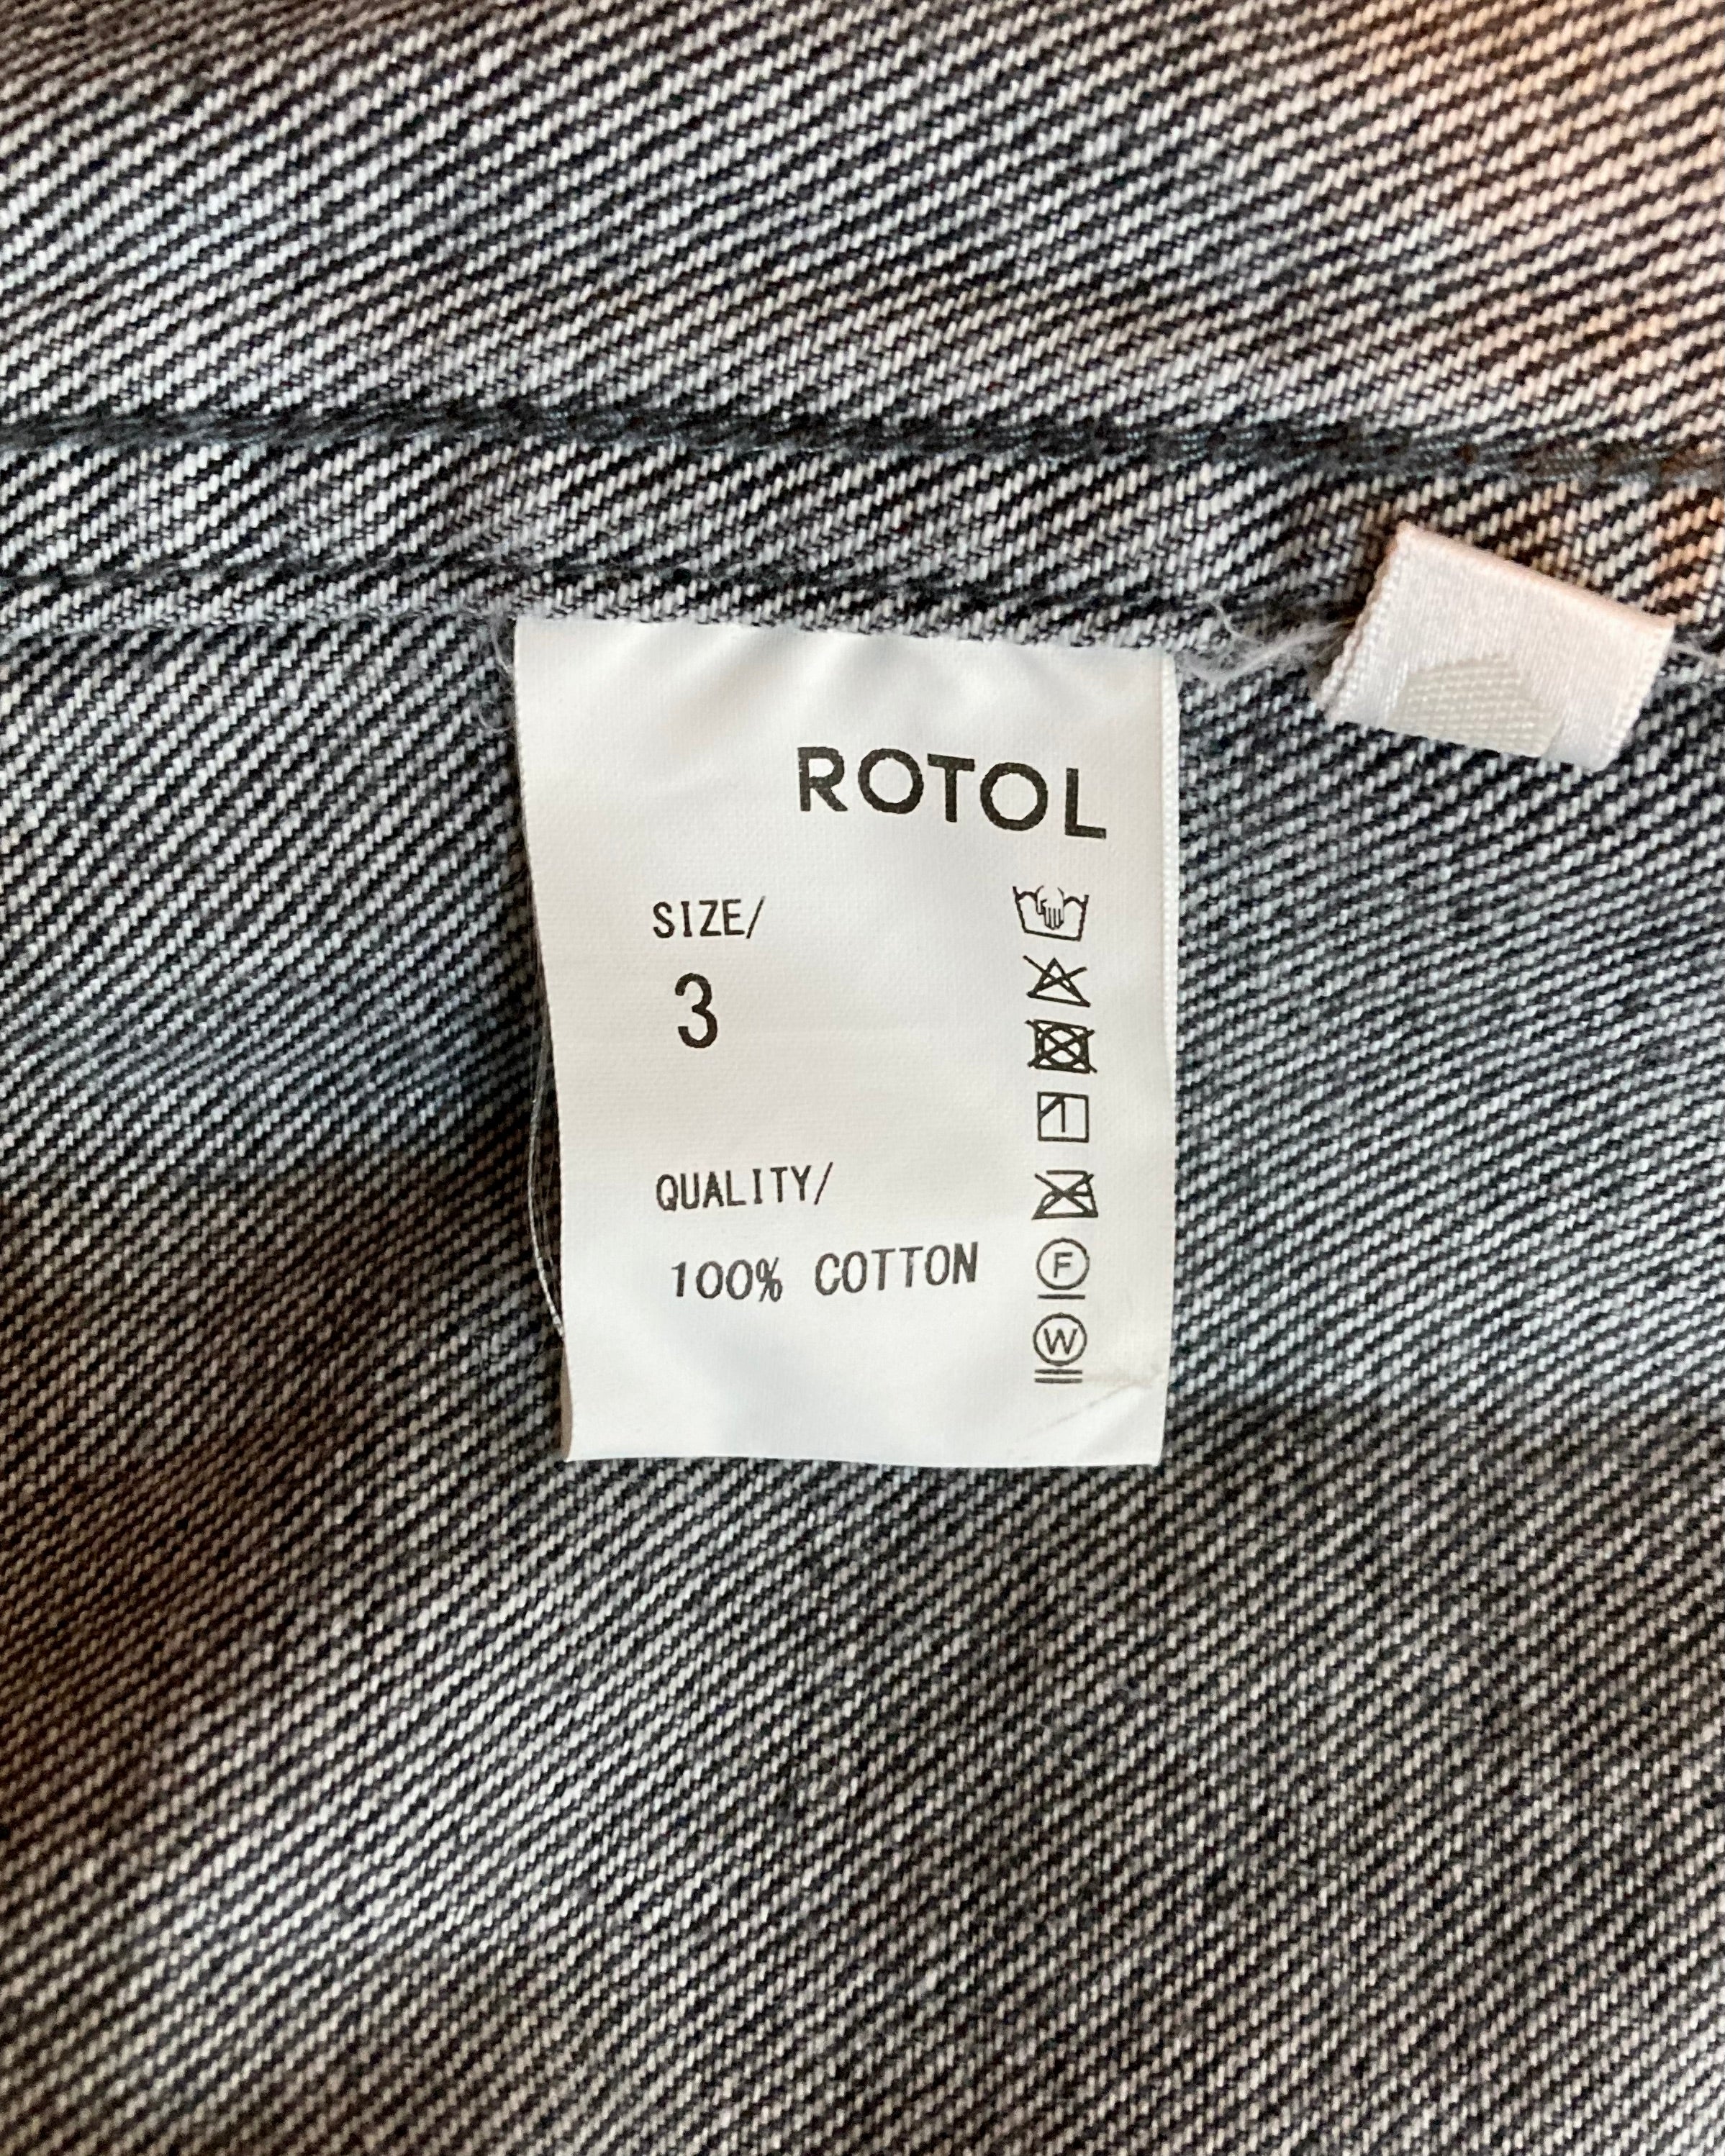 ROTOL
SIZE/
3
QUALITY/
100% COTTON
F
W